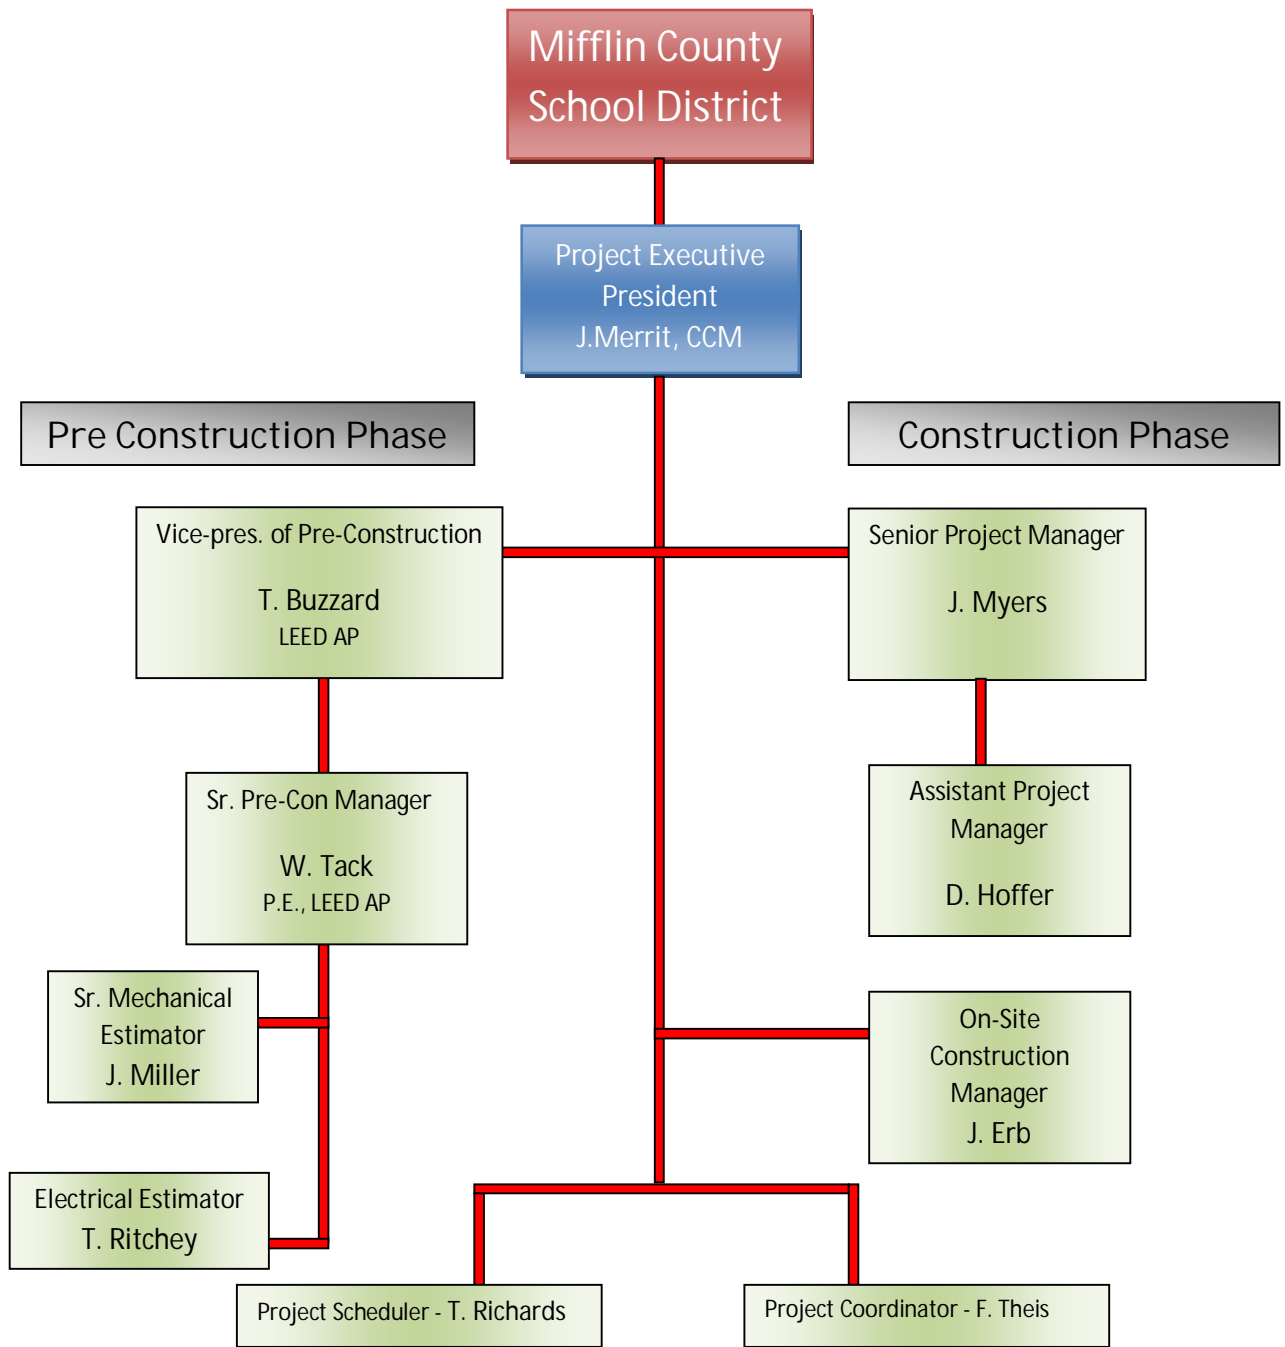 Mifflin County
School District
Project Executive
President
J.Merrit, CCM
Pre Construction Phase
Construction Phase
Vice-pres. of Pre-Construction
T. Buzzard
LEED AP
Senior Project Manager
J. Myers
Sr. Pre-Con Manager
W. Tack
P.E., LEED AP
Assistant Project
Manager
D. Hoffer
Sr. Mechanical
Estimator
J. Miller
On-Site
Construction
Manager
J. Erb
Electrical Estimator
T. Ritchey
Project Scheduler - T. Richards
Project Coordinator - F. Theis